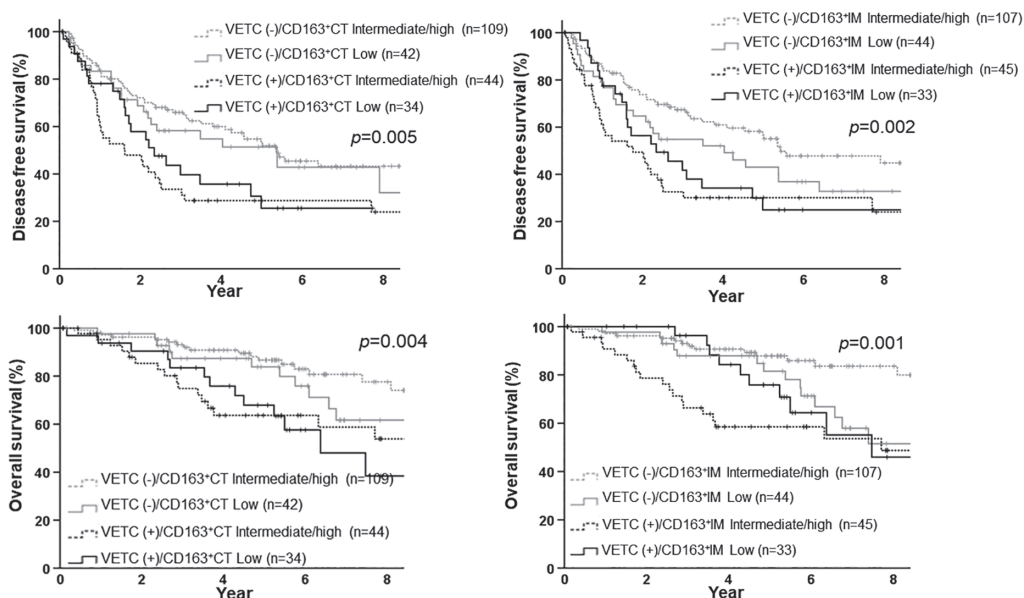 Disease free survival (%)
100
80
60
40
20
0
0 2 4 6 8
Year
VETC (-)/CD163⁺CT Intermediate/high (n=109)
VETC (-)/CD163⁺CT Low (n=42)
VETC (+)/CD163⁺CT Intermediate/high (n=44)
VETC (+)/CD163⁺CT Low (n=34)
p=0.005
Disease free survival (%)
100
80
60
40
20
0
0 2 4 6 8
Year
VETC (-)/CD163⁺IM Intermediate/high (n=107)
VETC (-)/CD163⁺IM Low (n=44)
VETC (+)/CD163⁺IM Intermediate/high (n=45)
VETC (+)/CD163⁺IM Low (n=33)
p=0.002
Overall survival (%)
100
80
60
40
20
0
0 2 4 6 8
Year
p=0.004
VETC (-)/CD163⁺CT Intermediate/high (n=109)
VETC (-)/CD163⁺CT Low (n=42)
VETC (+)/CD163⁺CT Intermediate/high (n=44)
VETC (+)/CD163⁺CT Low (n=34)
Overall survival (%)
100
80
60
40
20
0
0 2 4 6 8
Year
p=0.001
VETC (-)/CD163⁺IM Intermediate/high (n=107)
VETC (-)/CD163⁺IM Low (n=44)
VETC (+)/CD163⁺IM Intermediate/high (n=45)
VETC (+)/CD163⁺IM Low (n=33)